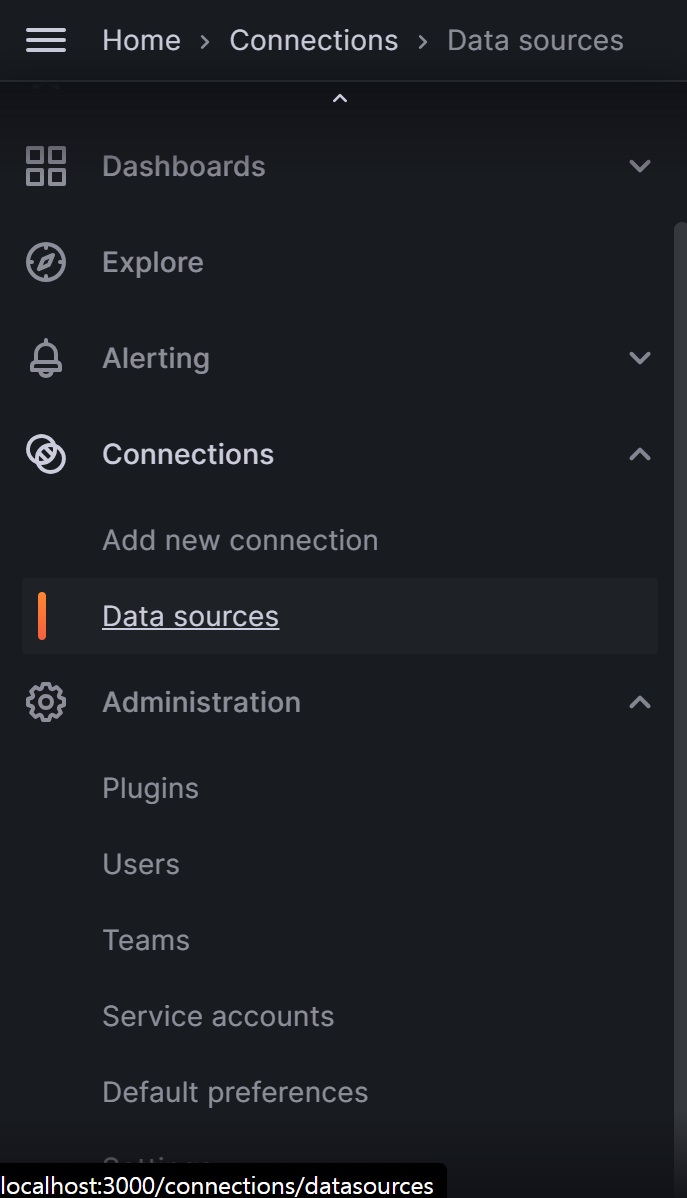 Home › Connections › Data sources
Dashboards
Explore
Alerting
Connections
Add new connection
Data sources
Administration
Plugins
Users
Teams
Service accounts
Default preferences
localhost:3000/connections/datasources